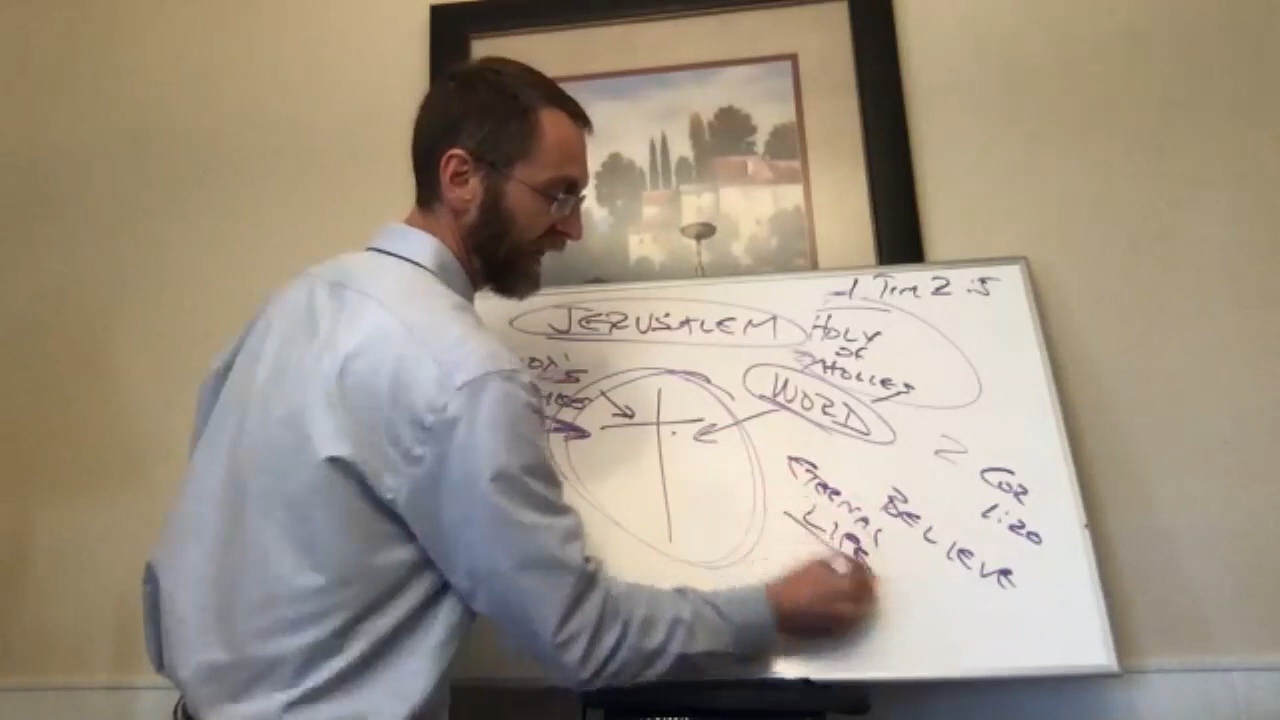 1 Tim 2:5
JERUSALEM
HOLY
OF
HOLIES
WORD
2 COR
1:20
ETERNAL
LIFE
BELIEVE